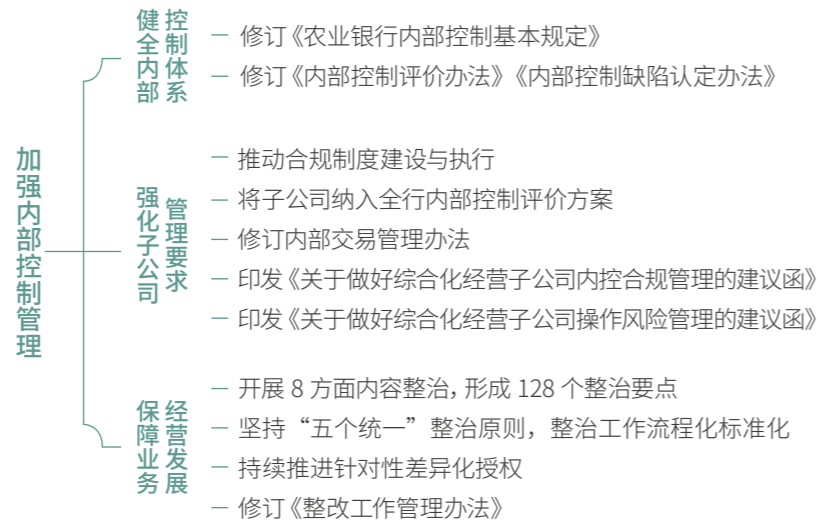 加强内部控制管理
健全内部
控制体系
修订《农业银行内部控制基本规定》
修订《内部控制评价办法》《内部控制缺陷认定办法》
强化子公司
管理要求
推动合规制度建设与执行
将子公司纳入全行内部控制评价方案
修订内部交易管理办法
印发《关于做好综合化经营子公司内控合规管理的建议函》
印发《关于做好综合化经营子公司操作风险管理的建议函》
保障业务
经营发展
开展 8 方面内容整治，形成 128 个整治要点
坚持“五个统一”整治原则，整治工作流程化标准化
持续推进针对性差异化授权
修订《整改工作管理办法》